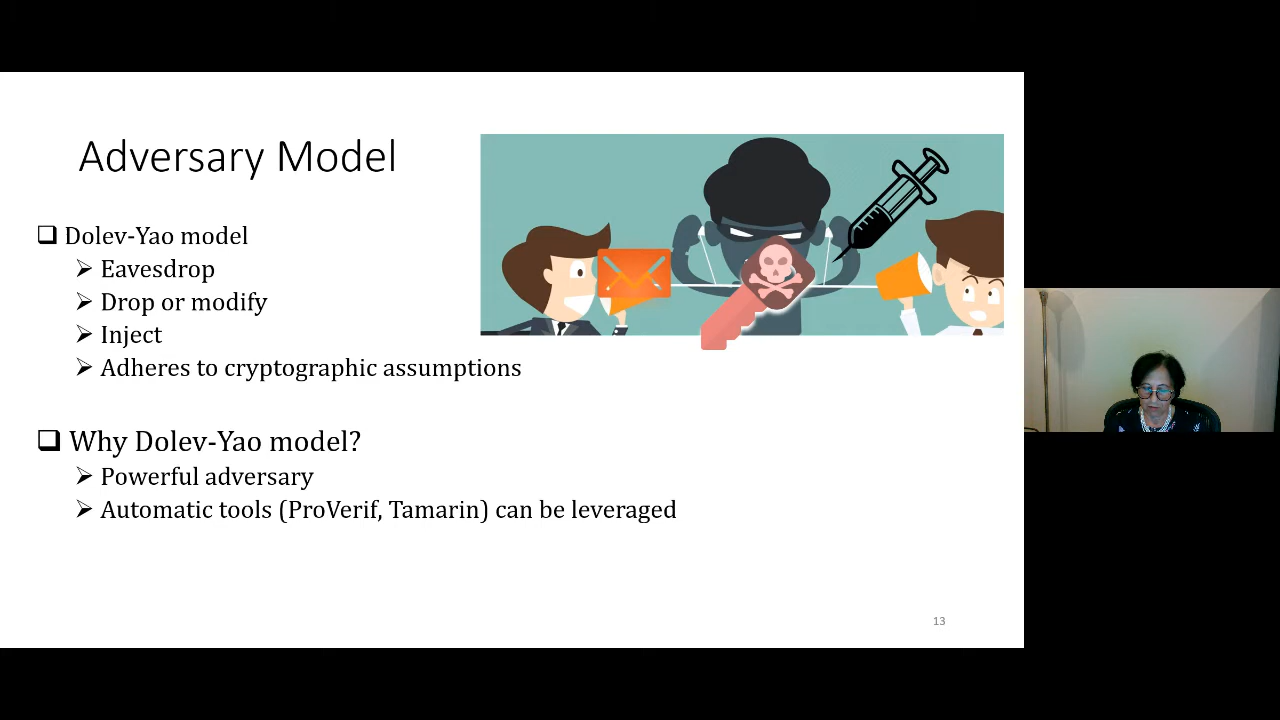 Adversary Model
❑ Dolev-Yao model
➢ Eavesdrop
➢ Drop or modify
➢ Inject
➢ Adheres to cryptographic assumptions
❑ Why Dolev-Yao model?
➢ Powerful adversary
➢ Automatic tools (ProVerif, Tamarin) can be leveraged
13